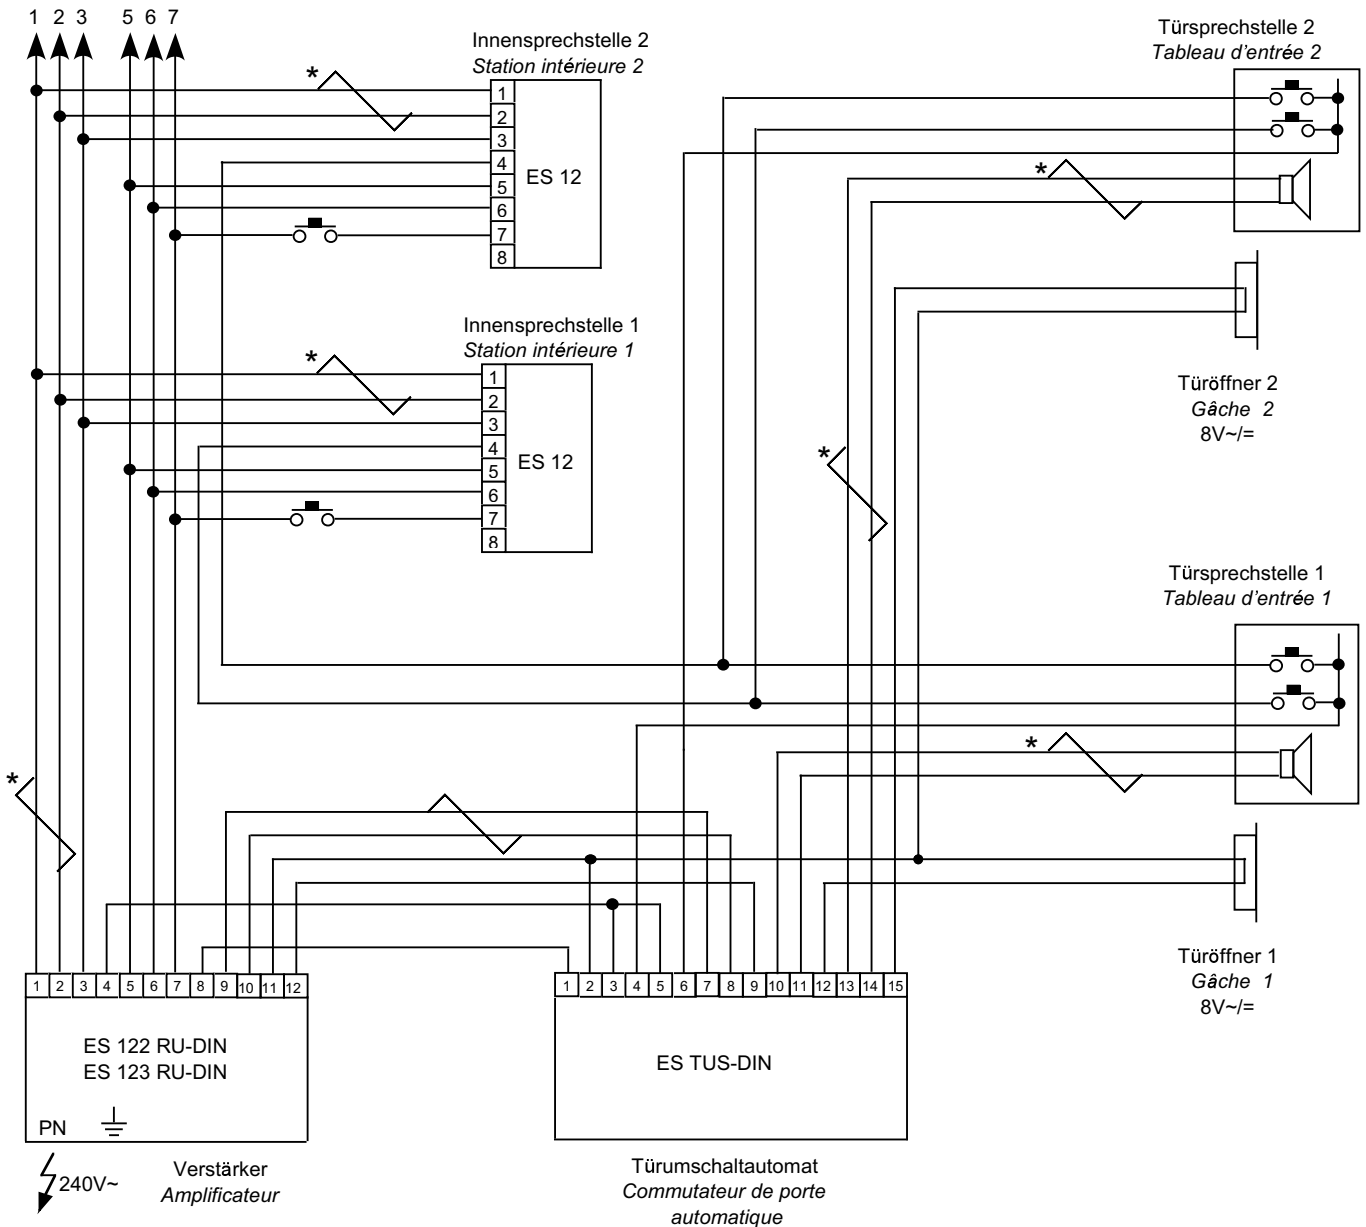 1 2 3 5 6 7
Innensprechstelle 2
Station intérieure 2
*
1
2
3
4
5
6
7
8
ES 12
Innensprechstelle 1
Station intérieure 1
*
1
2
3
4
5
6
7
8
ES 12
Türsprechstelle 2
Tableau d'entrée 2
*
Türöffner 2
Gâche 2
8V~/=
*
Türsprechstelle 1
Tableau d'entrée 1
*
Türöffner 1
Gâche 1
8V~/=
*
1 2 3 4 5 6 7 8 9 10 11 12
ES 122 RU-DIN
ES 123 RU-DIN
PN
240V~
Verstärker
Amplificateur
1 2 3 4 5 6 7 8 9 10 11 12 13 14 15
ES TUS-DIN
Türumschaltautomat
Commutateur de porte
automatique